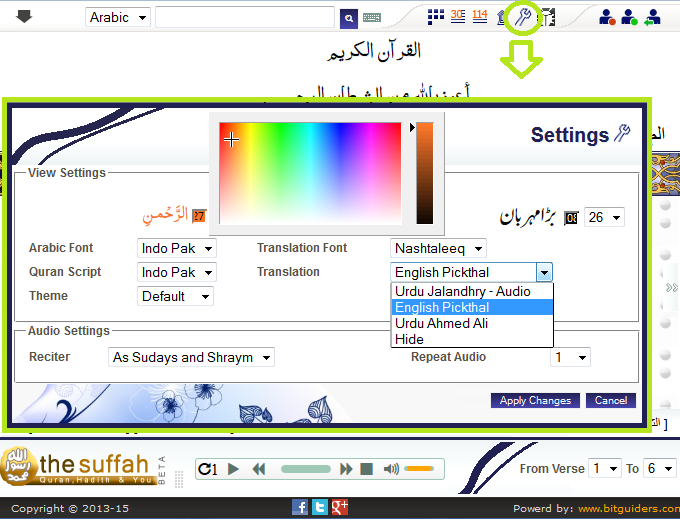 Arabic
30 114
القرآن الكريم
Settings
View Settings
الرَّحْمٰنِ 27 بڑا مہربان 26
Arabic Font Indo Pak Translation Font Nashtaleeq
Quran Script Indo Pak Translation English Pickthal
Theme Default
Urdu Jalandhry - Audio
English Pickthal
Urdu Ahmed Ali
Hide
Audio Settings
Reciter As Sudays and Shraym Repeat Audio 1
Apply Changes Cancel
the suffah BETA
Quran, Hadith & You
1
From Verse 1 To 6
Copyright © 2013-15
Powerd by: www.bitguiders.com